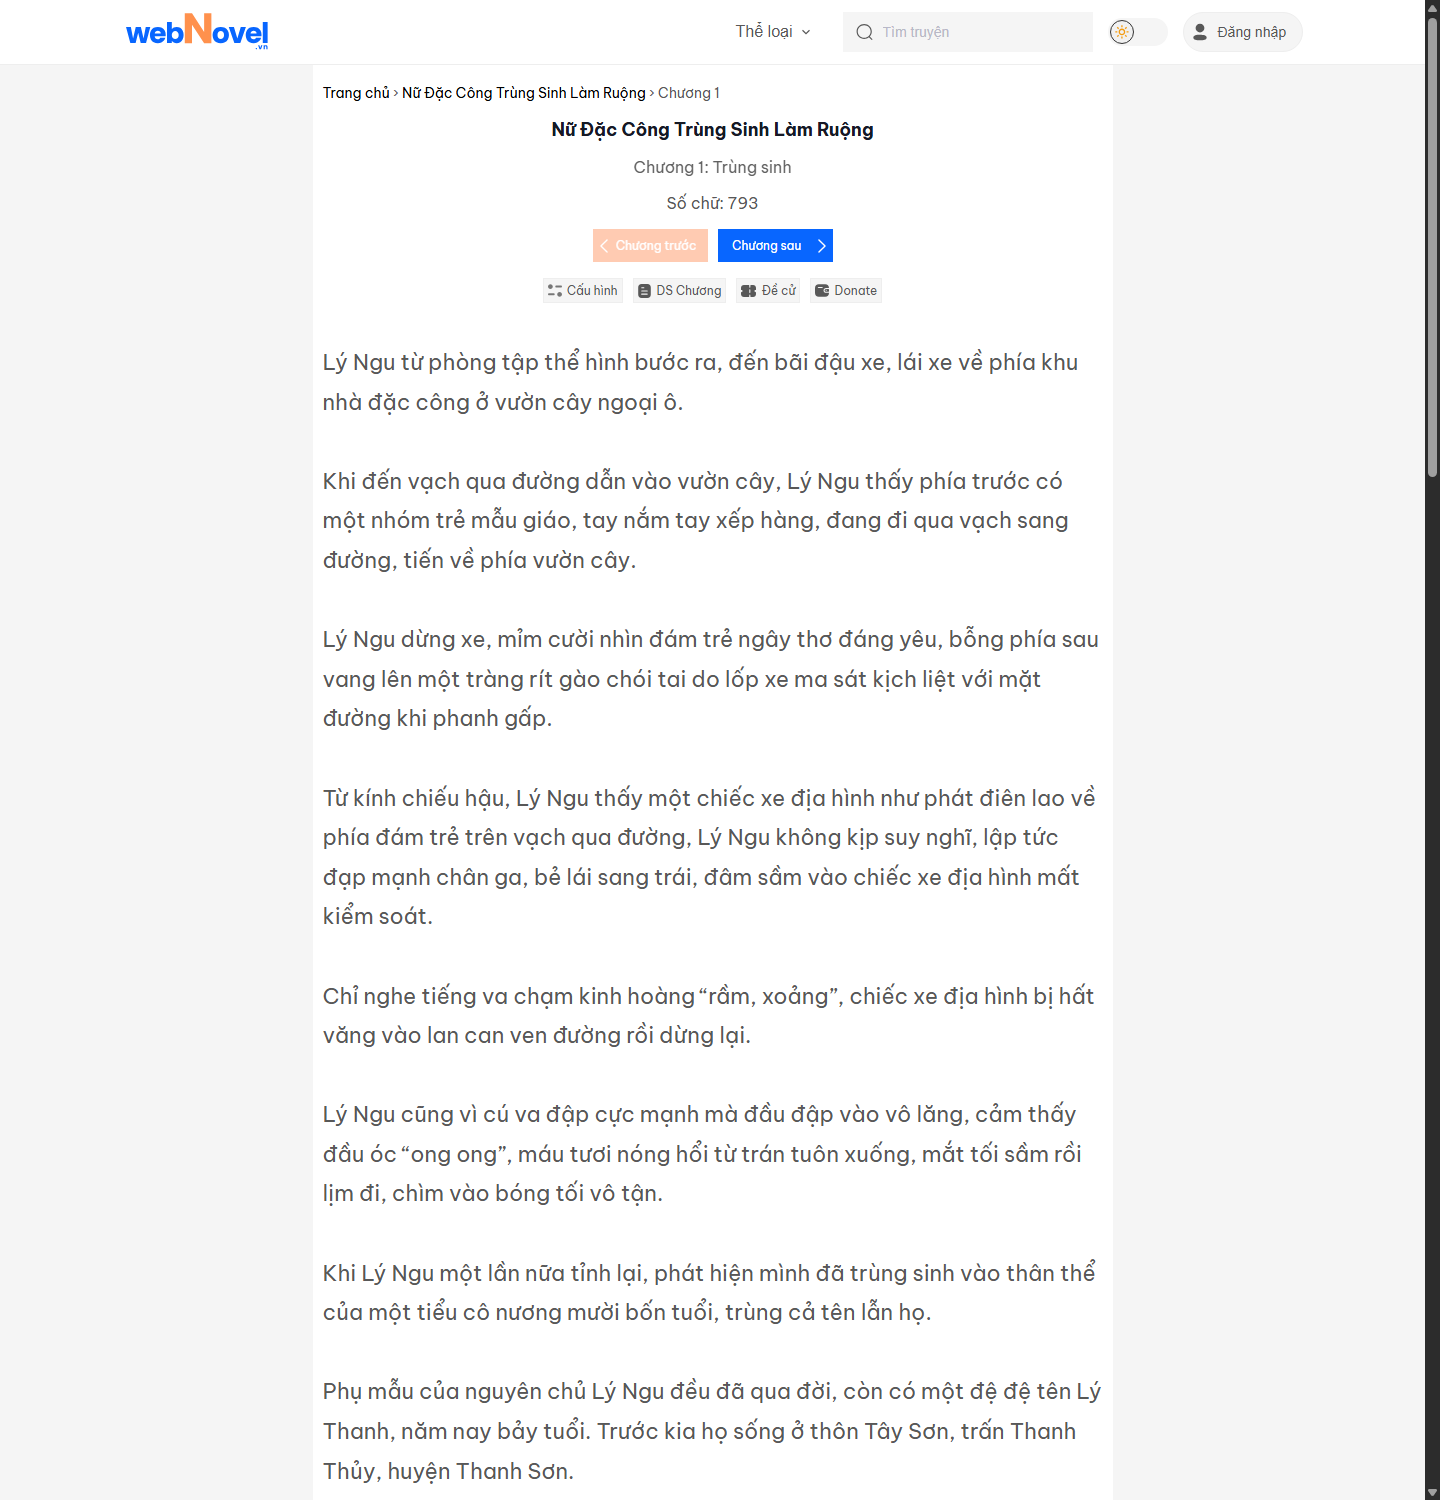 webNovel.vn
Thể loại
Tìm truyện
Đăng nhập
Trang chủ › Nữ Đặc Công Trùng Sinh Làm Ruộng › Chương 1
Nữ Đặc Công Trùng Sinh Làm Ruộng
Chương 1: Trùng sinh
Số chữ: 793
Chương trước
Chương sau
Cấu hình
DS Chương
Đề cử
Donate
Lý Ngu từ phòng tập thể hình bước ra, đến bãi đậu xe, lái xe về phía khu
nhà đặc công ở vườn cây ngoại ô.
Khi đến vạch qua đường dẫn vào vườn cây, Lý Ngu thấy phía trước có
một nhóm trẻ mẫu giáo, tay nắm tay xếp hàng, đang đi qua vạch sang
đường, tiến về phía vườn cây.
Lý Ngu dừng xe, mỉm cười nhìn đám trẻ ngây thơ đáng yêu, bỗng phía sau
vang lên một tràng rít gào chói tai do lốp xe ma sát kịch liệt với mặt
đường khi phanh gấp.
Từ kính chiếu hậu, Lý Ngu thấy một chiếc xe địa hình như phát điên lao về
phía đám trẻ trên vạch qua đường, Lý Ngu không kịp suy nghĩ, lập tức
đạp mạnh chân ga, bẻ lái sang trái, đâm sầm vào chiếc xe địa hình mất
kiểm soát.
Chỉ nghe tiếng va chạm kinh hoàng “rầm, xoảng”, chiếc xe địa hình bị hất
văng vào lan can ven đường rồi dừng lại.
Lý Ngu cũng vì cú va đập cực mạnh mà đầu đập vào vô lăng, cảm thấy
đầu óc “ong ong”, máu tươi nóng hổi từ trán tuôn xuống, mắt tối sầm rồi
lịm đi, chìm vào bóng tối vô tận.
Khi Lý Ngu một lần nữa tỉnh lại, phát hiện mình đã trùng sinh vào thân thể
của một tiểu cô nương mười bốn tuổi, trùng cả tên lẫn họ.
Phụ mẫu của nguyên chủ Lý Ngu đều đã qua đời, còn có một đệ đệ tên Lý
Thanh, năm nay bảy tuổi. Trước kia họ sống ở thôn Tây Sơn, trấn Thanh
Thủy, huyện Thanh Sơn.